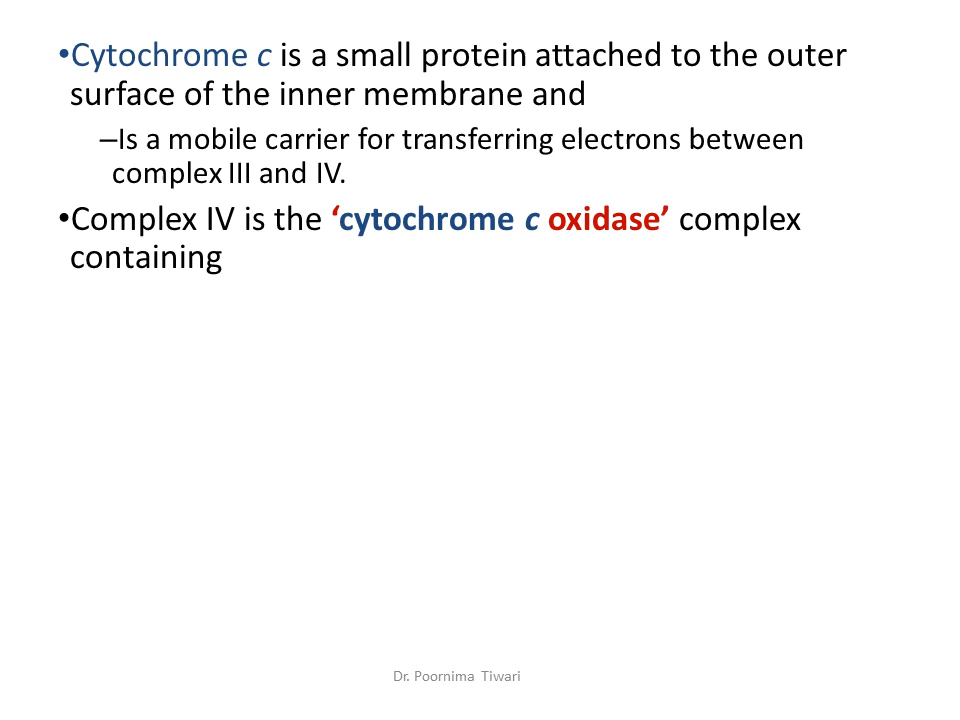 •Cytochrome c is a small protein attached to the outer
surface of the inner membrane and
–Is a mobile carrier for transferring electrons between
complex III and IV.
•Complex IV is the ‘cytochrome c oxidase’ complex
containing
Dr. Poornima Tiwari